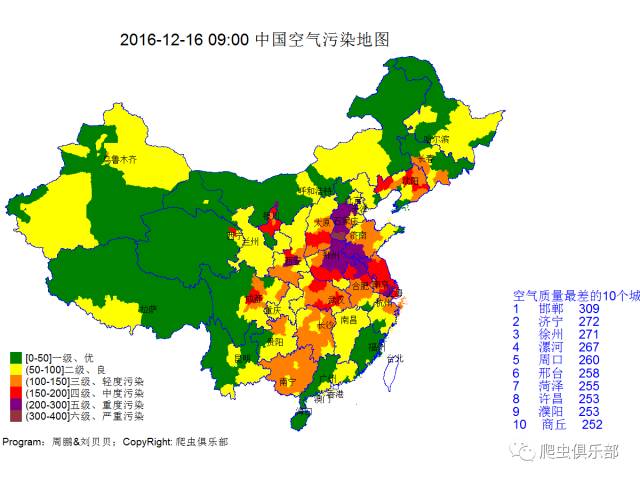 2016-12-16 09:00 中国空气污染地图
哈尔滨
长春
乌鲁木齐
沈阳
呼和浩特
太原
济南
兰州
郑州
合肥
南京
拉萨
成都
武汉
杭州
重庆
南昌
长沙
贵阳
福州
昆明
台北
南宁
广州
香港
澳门
海口
空气质量最差的10个城
1 邯郸 309
2 济宁 272
3 徐州 271
4 漯河 267
5 周口 260
6 邢台 258
7 菏泽 255
8 许昌 253
9 濮阳 253
10 商丘 252
[0-50]一级、优
(50-100]二级、良
(100-150]三级、轻度污染
(150-200]四级、中度污染
(200-300]五级、重度污染
(300-400]六级、严重污染
Program：周鹏&刘贝贝；CopyRight: 爬虫俱乐部
爬虫俱乐部